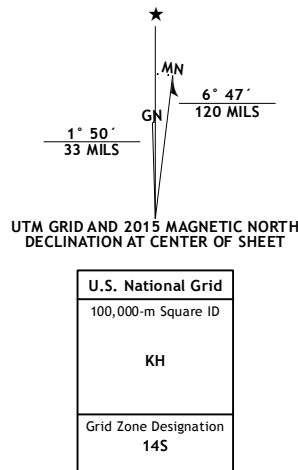 MN
GN
6° 47´
120 MILS
1° 50´
33 MILS
UTM GRID AND 2015 MAGNETIC NORTH
DECLINATION AT CENTER OF SHEET
U.S. National Grid
100,000-m Square ID
KH
Grid Zone Designation
14S